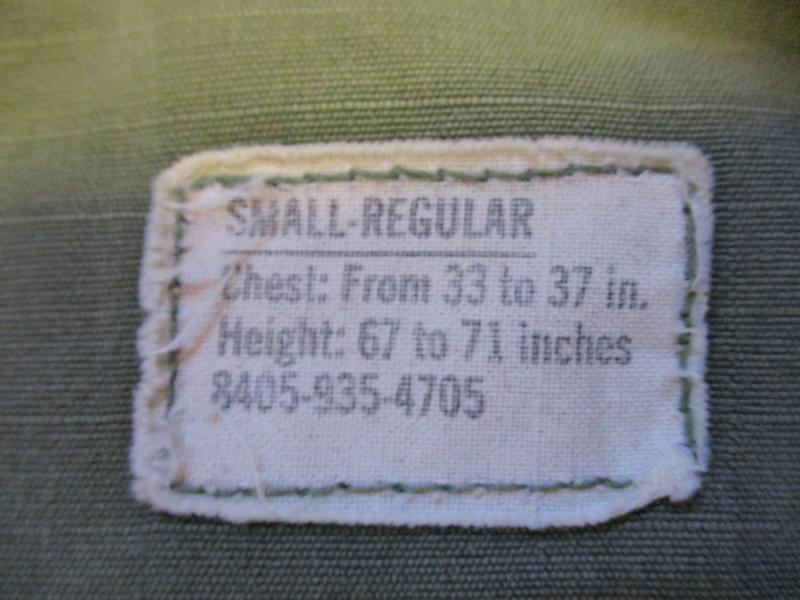 SMALL-REGULAR
Chest: From 33 to 37 in.
Height: 67 to 71 inches
8405-935-4705